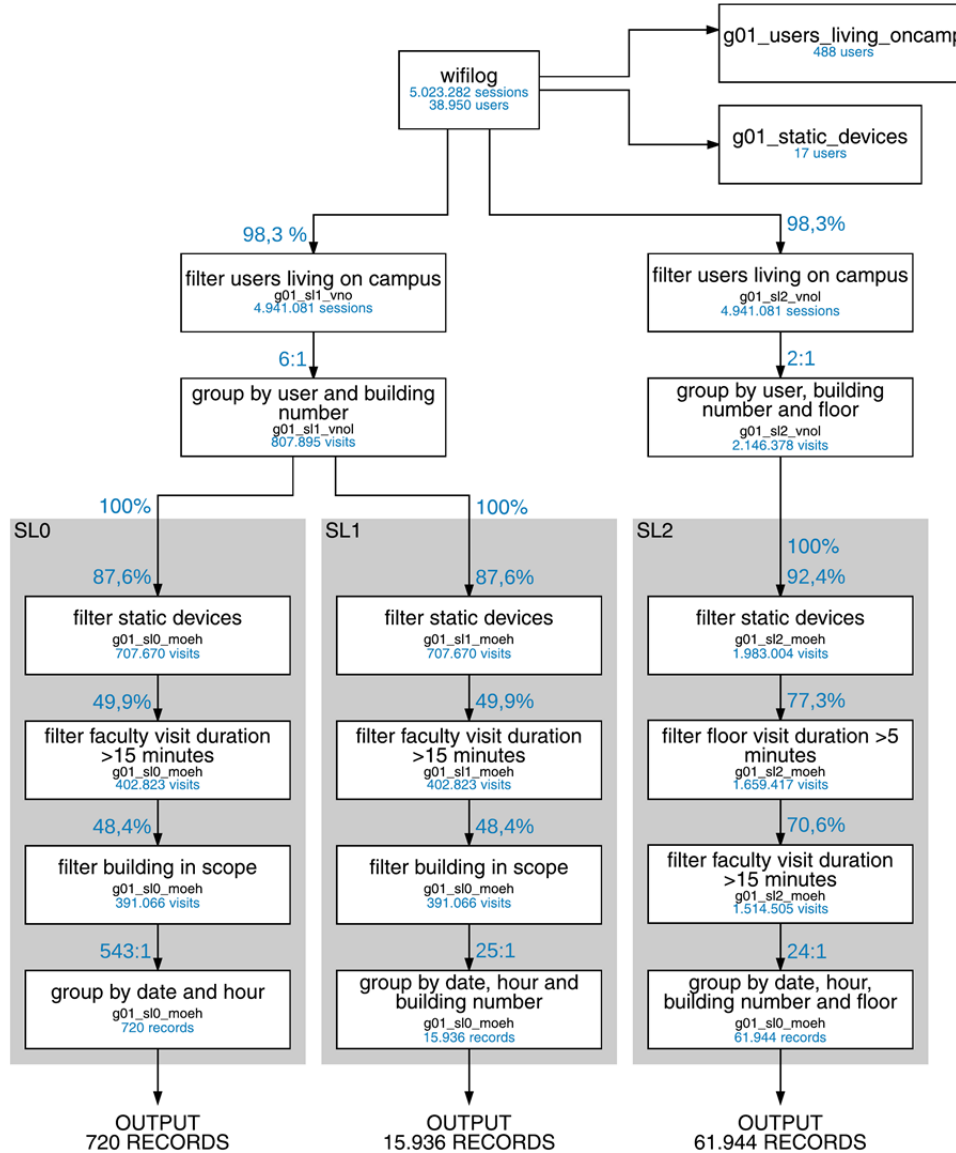 g01_users_living_oncamp
488 users
wifilog
5.023.282 sessions
38.950 users
g01_static_devices
17 users
98,3 %
98,3%
filter users living on campus
g01_sl1_vno
4.941.081 sessions
filter users living on campus
g01_sl2_vnol
4.941.081 sessions
6:1
2:1
group by user and building
number
g01_sl1_vnol
807.895 visits
group by user, building
number and floor
g01_sl2_vnol
2.146.378 visits
100%
100%
SL0
SL1
SL2
100%
87,6%
87,6%
92,4%
filter static devices
g01_sl0_moeh
707.670 visits
filter static devices
g01_sl1_moeh
707.670 visits
filter static devices
g01_sl2_moeh
1.983.004 visits
49,9%
49,9%
77,3%
filter faculty visit duration
>15 minutes
g01_sl0_moeh
402.823 visits
filter faculty visit duration
>15 minutes
g01_sl1_moeh
402.823 visits
filter floor visit duration >5
minutes
g01_sl2_moeh
1.659.417 visits
48,4%
48,4%
70,6%
filter building in scope
g01_sl0_moeh
391.066 visits
filter building in scope
g01_sl0_moeh
391.066 visits
filter faculty visit duration
>15 minutes
g01_sl2_moeh
1.514.505 visits
543:1
25:1
24:1
group by date and hour
g01_sl0_moeh
720 records
group by date, hour and
building number
g01_sl0_moeh
15.936 records
group by date, hour,
building number and floor
g01_sl0_moeh
61.944 records
OUTPUT
720 RECORDS
OUTPUT
15.936 RECORDS
OUTPUT
61.944 RECORDS